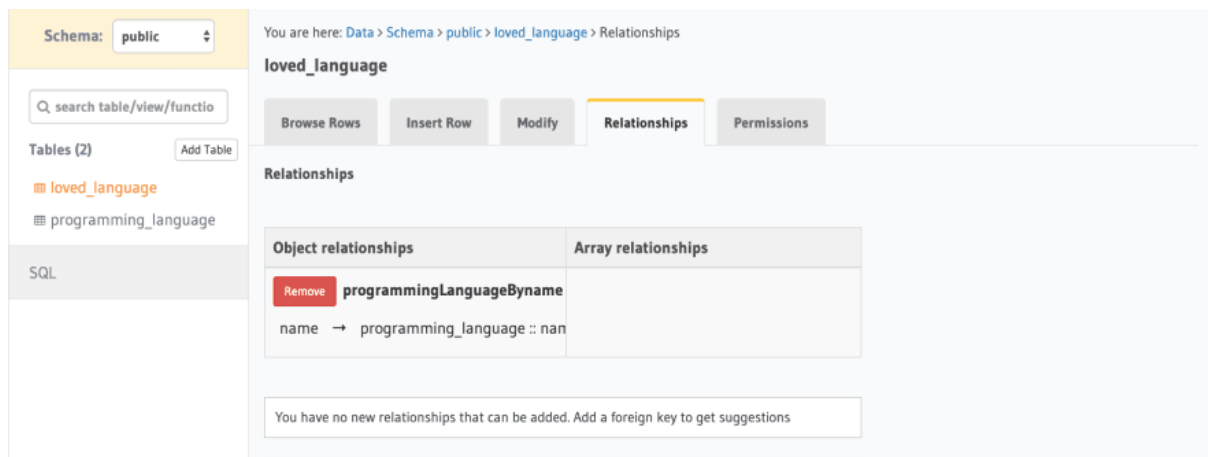 Schema: public
search table/view/functio
Tables (2) Add Table
loved_language
programming_language
SQL
You are here: Data > Schema > public > loved_language > Relationships
loved_language
Browse Rows Insert Row Modify Relationships Permissions
Relationships
Object relationships Array relationships
Remove programmingLanguageByname
name → programming_language :: nam
You have no new relationships that can be added. Add a foreign key to get suggestions